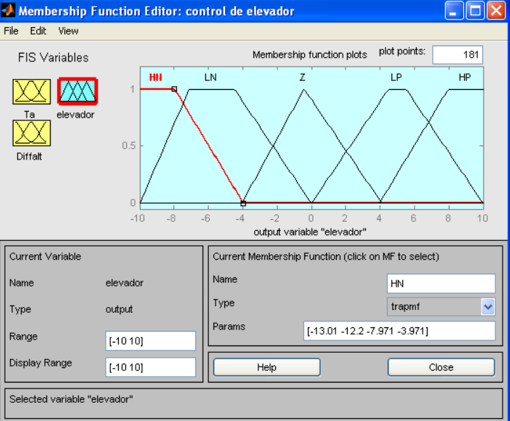 Membership Function Editor: control de elevador
File Edit View
FIS Variables
Ta
elevador
Diffalt
Membership function plots
plot points: 181
HN LN Z LP HP
1
0.5
0
-10 -8 -6 -4 -2 0 2 4 6 8 10
output variable "elevador"
Current Variable
Name elevador
Type output
Range [-10 10]
Display Range [-10 10]
Current Membership Function (click on MF to select)
Name HN
Type trapmf
Params [-13.01 -12.2 -7.971 -3.971]
Help Close
Selected variable "elevador"